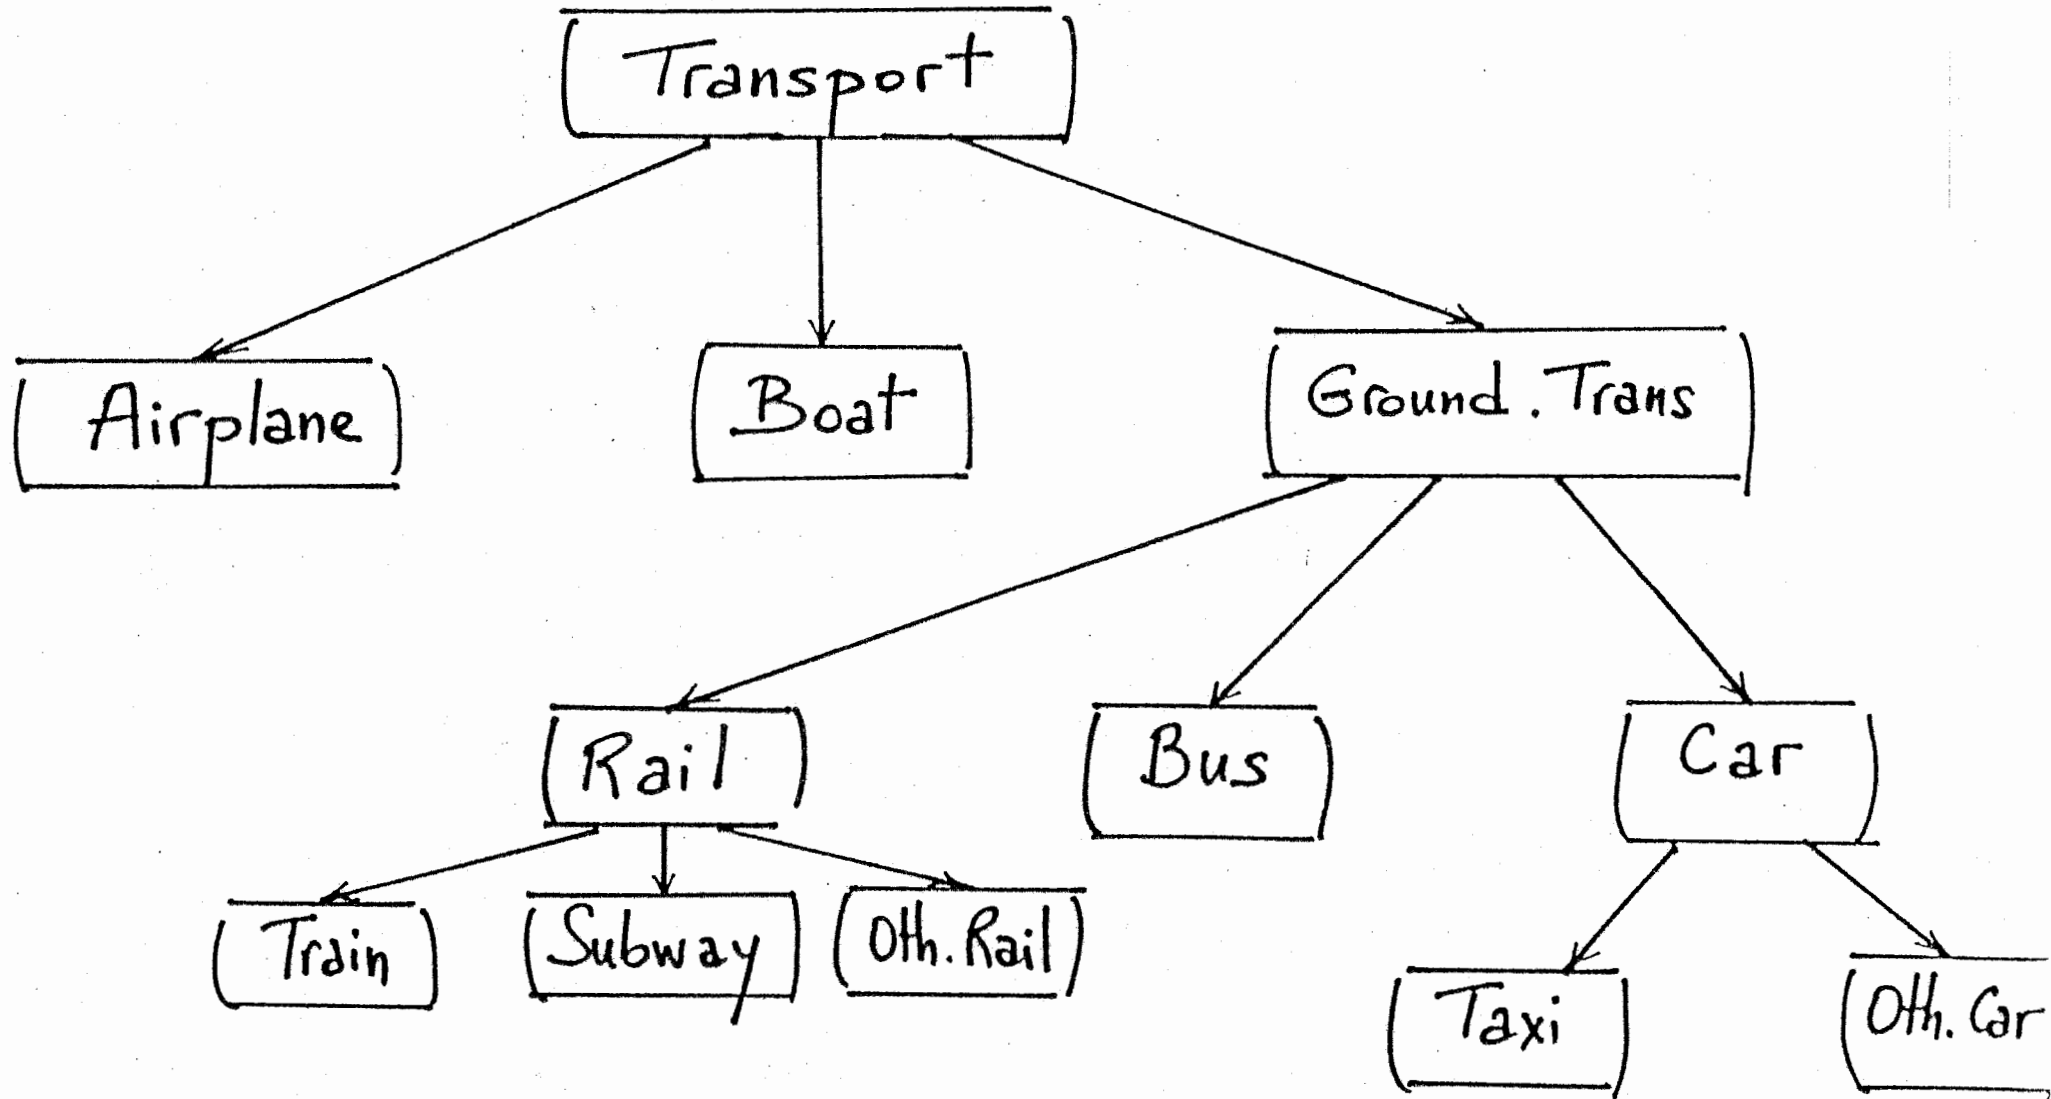 Transport
Airplane
Boat
Ground. Trans
Rail
Bus
Car
Train
Subway
Oth. Rail
Taxi
Oth. Car